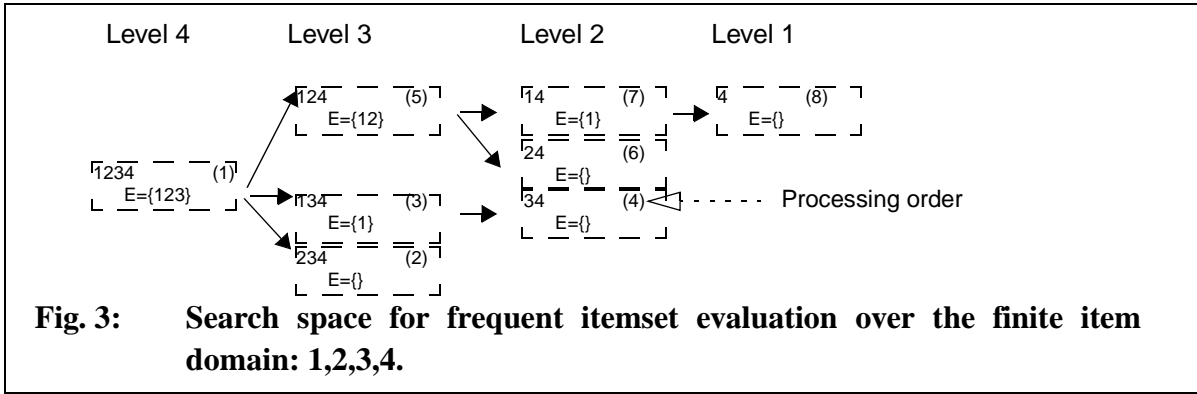 Level 4 Level 3 Level 2 Level 1
124 (5) 14 (7) 4 (8)
E={12} E={1} E={}
24 (6)
1234 (1) E={}
E={123} 134 (3) 34 (4) Processing order
E={1} E={}
234 (2)
E={}
Fig. 3: Search space for frequent itemset evaluation over the finite item
domain: 1,2,3,4.